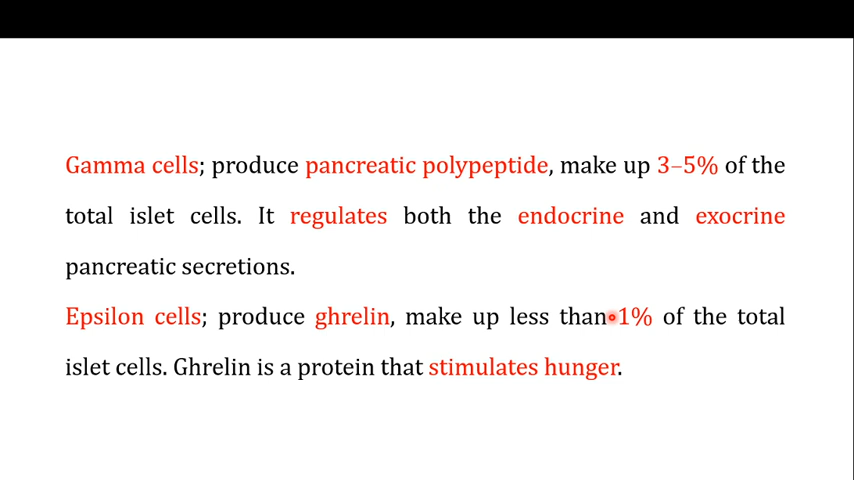 Gamma cells; produce pancreatic polypeptide, make up 3–5% of the
total islet cells. It regulates both the endocrine and exocrine
pancreatic secretions.
Epsilon cells; produce ghrelin, make up less than 1% of the total
islet cells. Ghrelin is a protein that stimulates hunger.